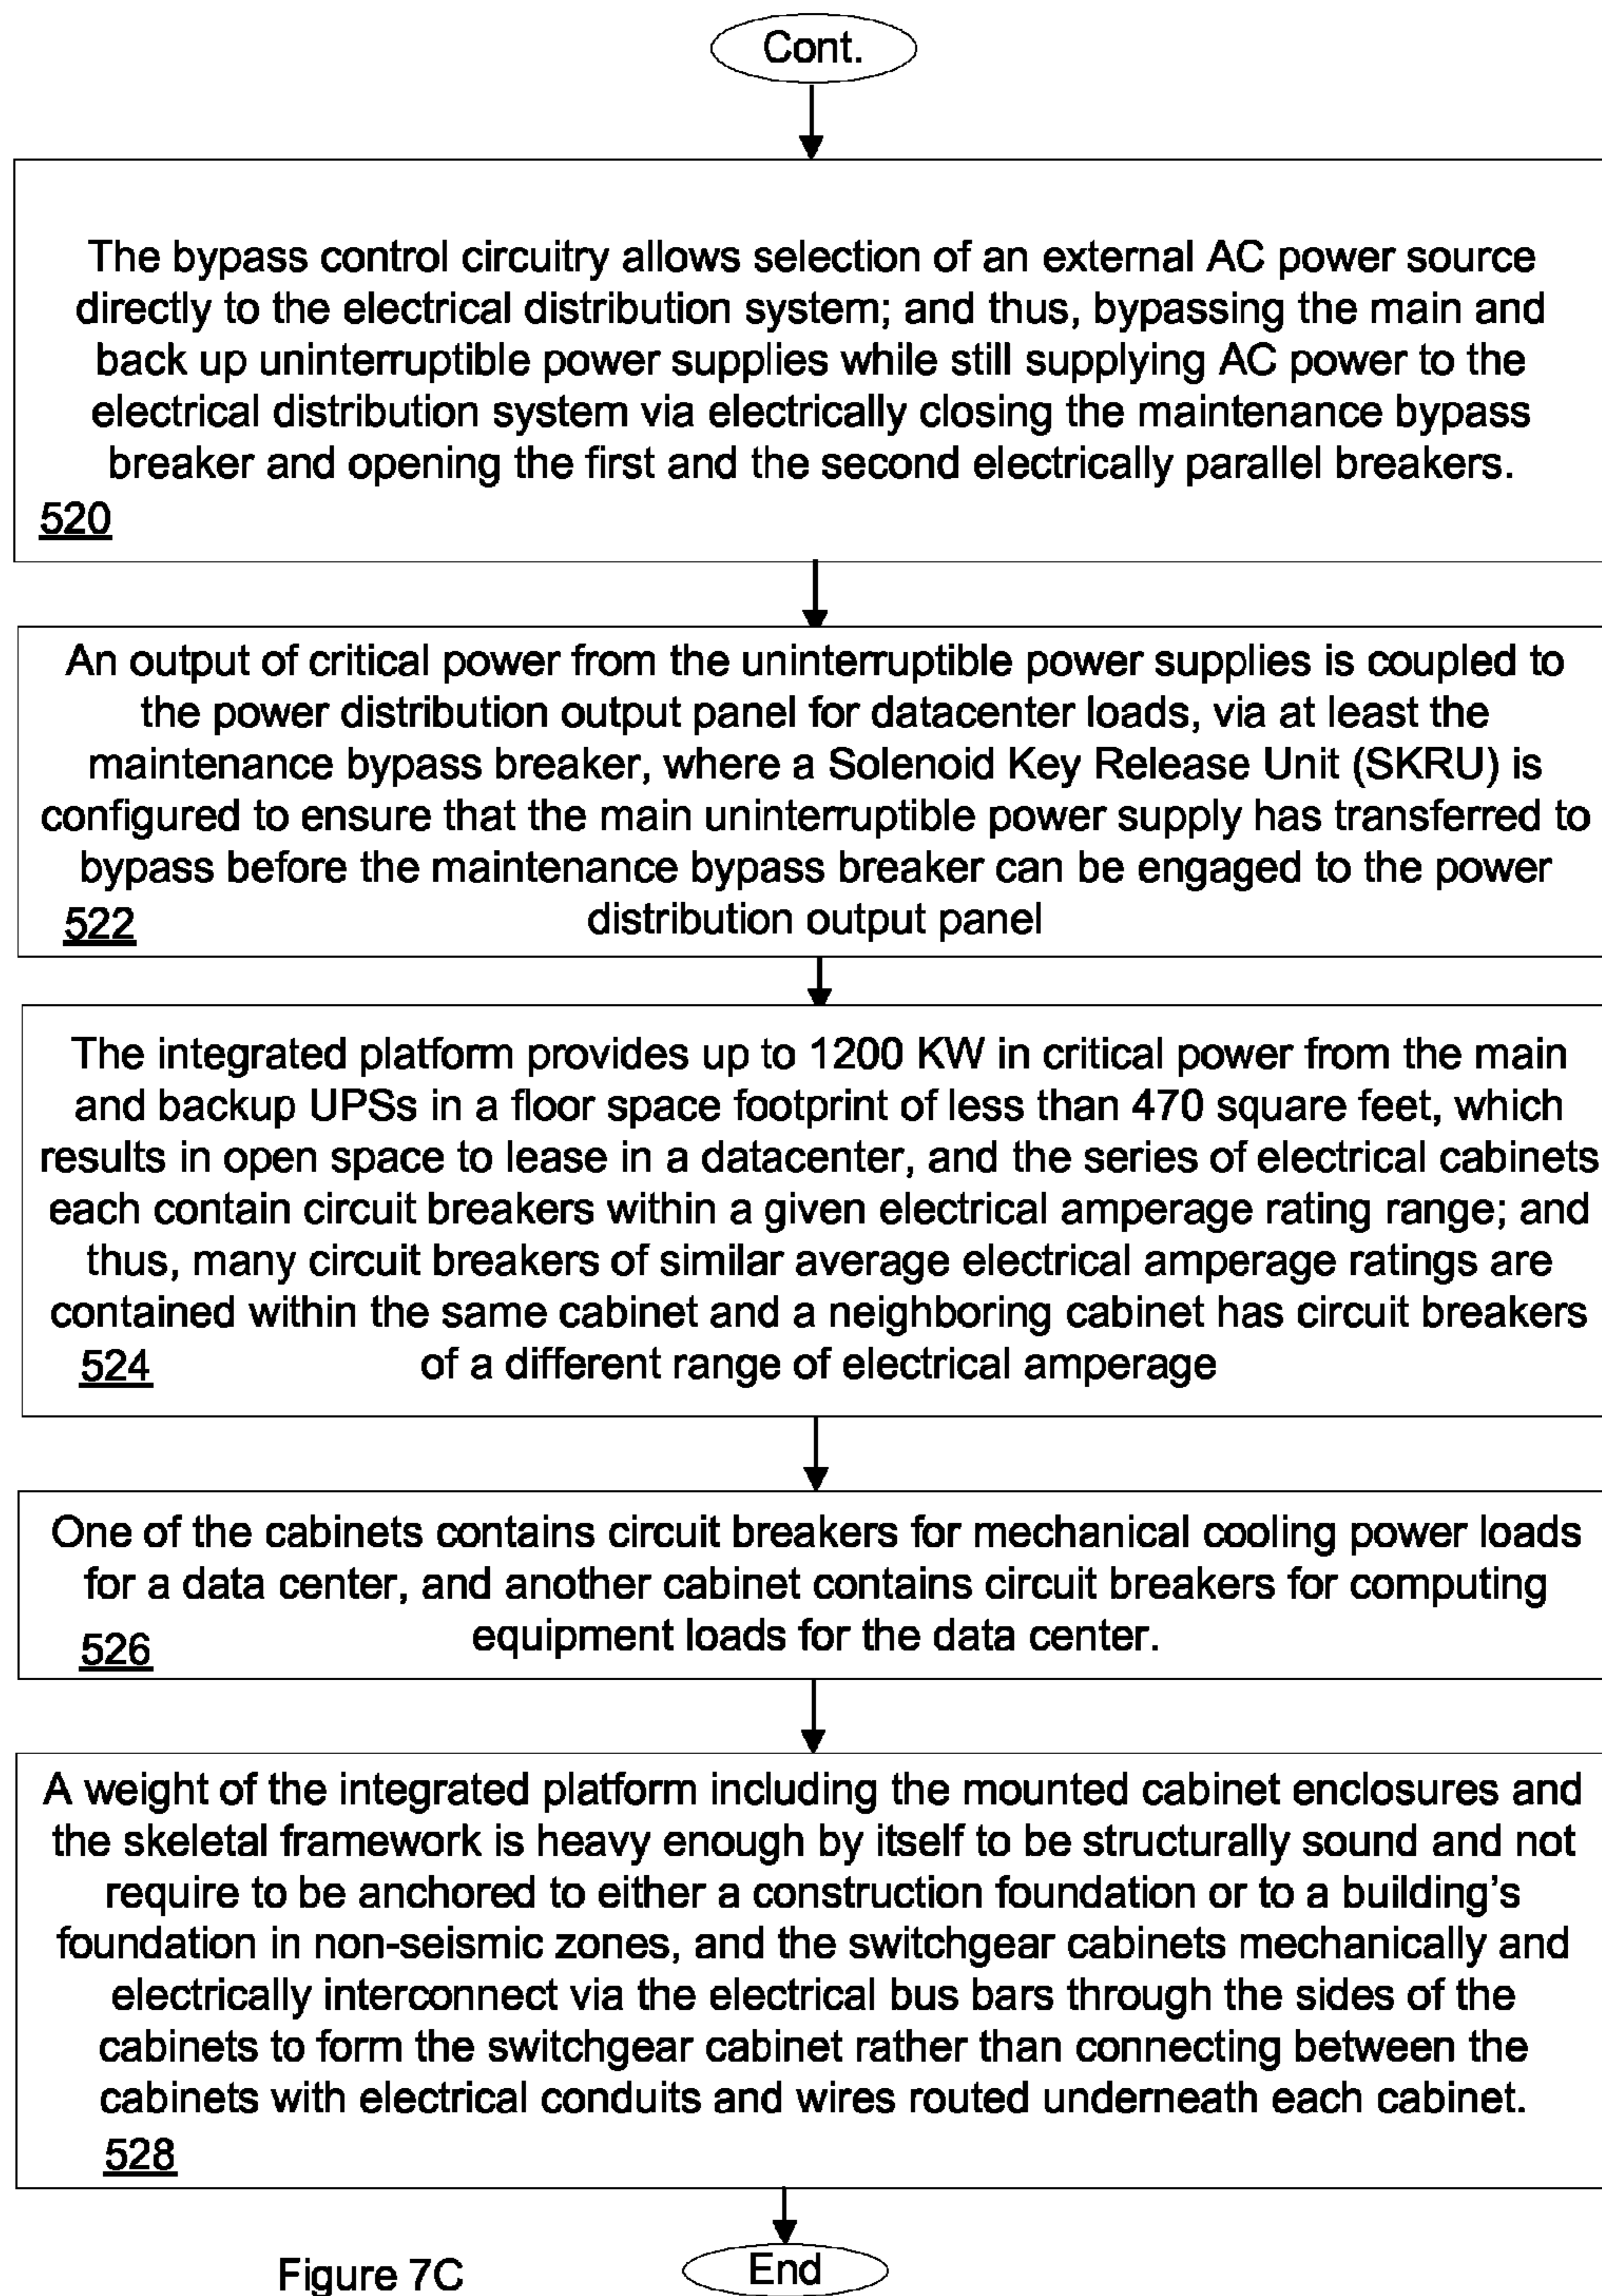 Cont.
The bypass control circuitry allows selection of an external AC power source
directly to the electrical distribution system; and thus, bypassing the main and
back up uninterruptible power supplies while still supplying AC power to the
electrical distribution system via electrically closing the maintenance bypass
breaker and opening the first and the second electrically parallel breakers.
520
An output of critical power from the uninterruptible power supplies is coupled to
the power distribution output panel for datacenter loads, via at least the
maintenance bypass breaker, where a Solenoid Key Release Unit (SKRU) is
configured to ensure that the main uninterruptible power supply has transferred to
bypass before the maintenance bypass breaker can be engaged to the power
522 distribution output panel
The integrated platform provides up to 1200 KW in critical power from the main
and backup UPSs in a floor space footprint of less than 470 square feet, which
results in open space to lease in a datacenter, and the series of electrical cabinets
each contain circuit breakers within a given electrical amperage rating range; and
thus, many circuit breakers of similar average electrical amperage ratings are
contained within the same cabinet and a neighboring cabinet has circuit breakers
524 of a different range of electrical amperage
One of the cabinets contains circuit breakers for mechanical cooling power loads
for a data center, and another cabinet contains circuit breakers for computing
526 equipment loads for the data center.
A weight of the integrated platform including the mounted cabinet enclosures and
the skeletal framework is heavy enough by itself to be structurally sound and not
require to be anchored to either a construction foundation or to a building's
foundation in non-seismic zones, and the switchgear cabinets mechanically and
electrically interconnect via the electrical bus bars through the sides of the
cabinets to form the switchgear cabinet rather than connecting between the
cabinets with electrical conduits and wires routed underneath each cabinet.
528
Figure 7C End